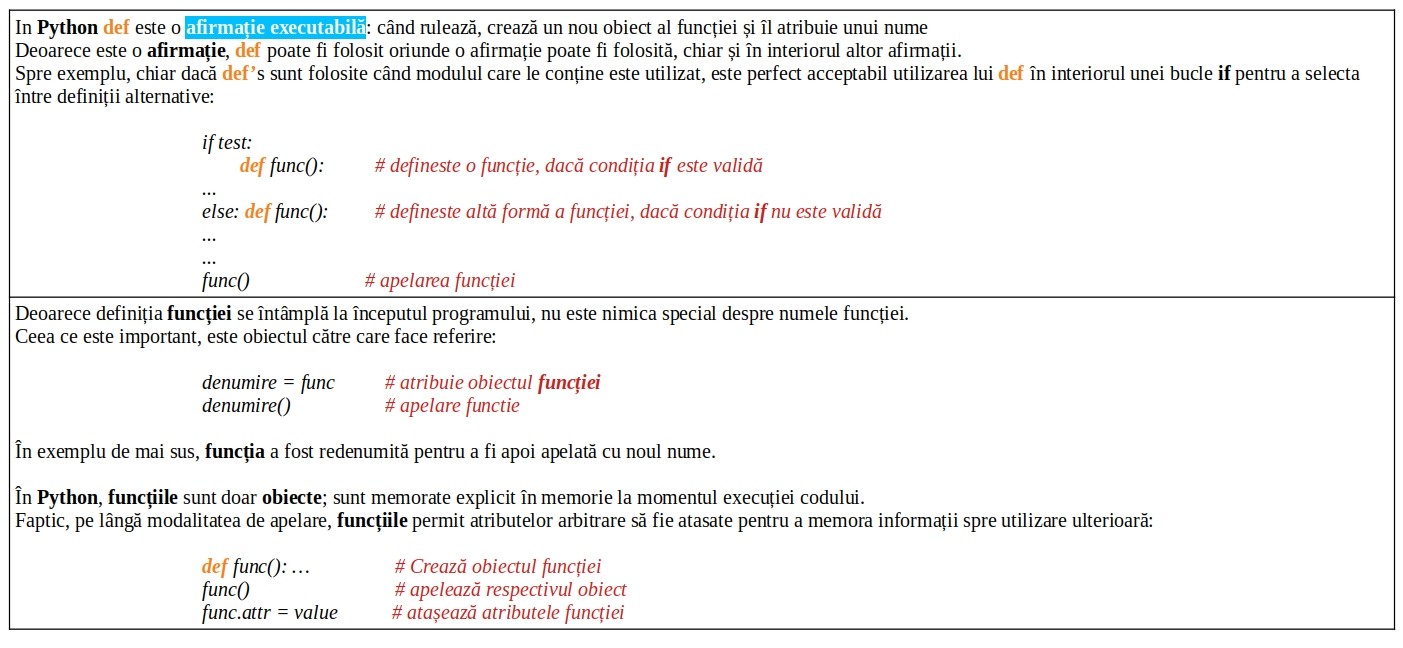 In Python def este o afirmație executabilă: când rulează, crează un nou obiect al funcției și îl atribuie unui nume
Deoarece este o afirmație, def poate fi folosit oriunde o afirmație poate fi folosită, chiar și în interiorul altor afirmații.
Spre exemplu, chiar dacă def’s sunt folosite când modulul care le conține este utilizat, este perfect acceptabil utilizarea lui def în interiorul unei bucle if pentru a selecta
între definiții alternative:
if test:
def func(): # defineste o funcție, dacă condiția if este validă
...
else: def func(): # defineste altă formă a funcției, dacă condiția if nu este validă
...
...
func() # apelarea funcției
Deoarece definiția funcției se întâmplă la începutul programului, nu este nimica special despre numele funcției.
Ceea ce este important, este obiectul către care face referire:
denumire = func # atribuie obiectul funcției
denumire() # apelare functie
În exemplu de mai sus, funcția a fost redenumită pentru a fi apoi apelată cu noul nume.
În Python, funcțiile sunt doar obiecte; sunt memorate explicit în memorie la momentul execuției codului.
Faptic, pe lângă modalitatea de apelare, funcțiile permit atributelor arbitrare să fie atasate pentru a memora informații spre utilizare ulterioară:
def func(): … # Crează obiectul funcției
func() # apelează respectivul obiect
func.attr = value # atașează atributele funcției